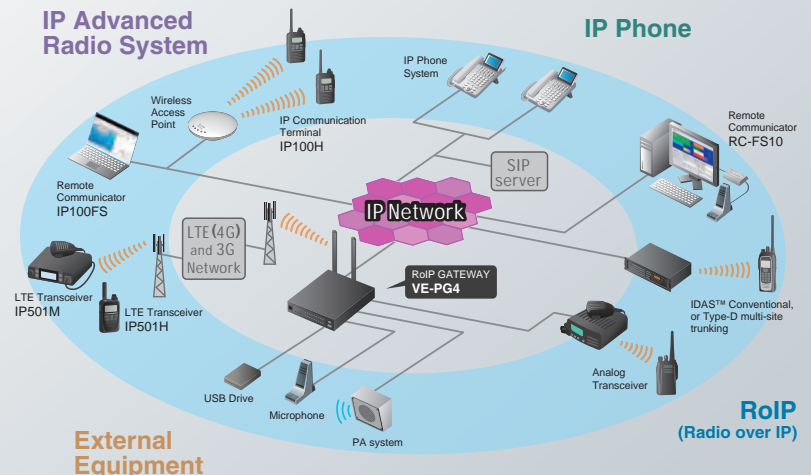 IP Advanced
Radio System
IP Phone
IP Phone
System
Wireless
Access
Point
IP Communication
Terminal
IP100H
Remote
Communicator
RC-FS10
SIP
server
Remote
Communicator
IP100FS
IP Network
LTE(4G)
and 3G
Network
RoIP GATEWAY
VE-PG4
LTE Transceiver
IP501M
LTE Transceiver
IP501H
IDAS™ Conventional,
or Type-D multi-site
trunking
Analog
Transceiver
USB Drive
Microphone
PA system
RoIP
(Radio over IP)
External
Equipment